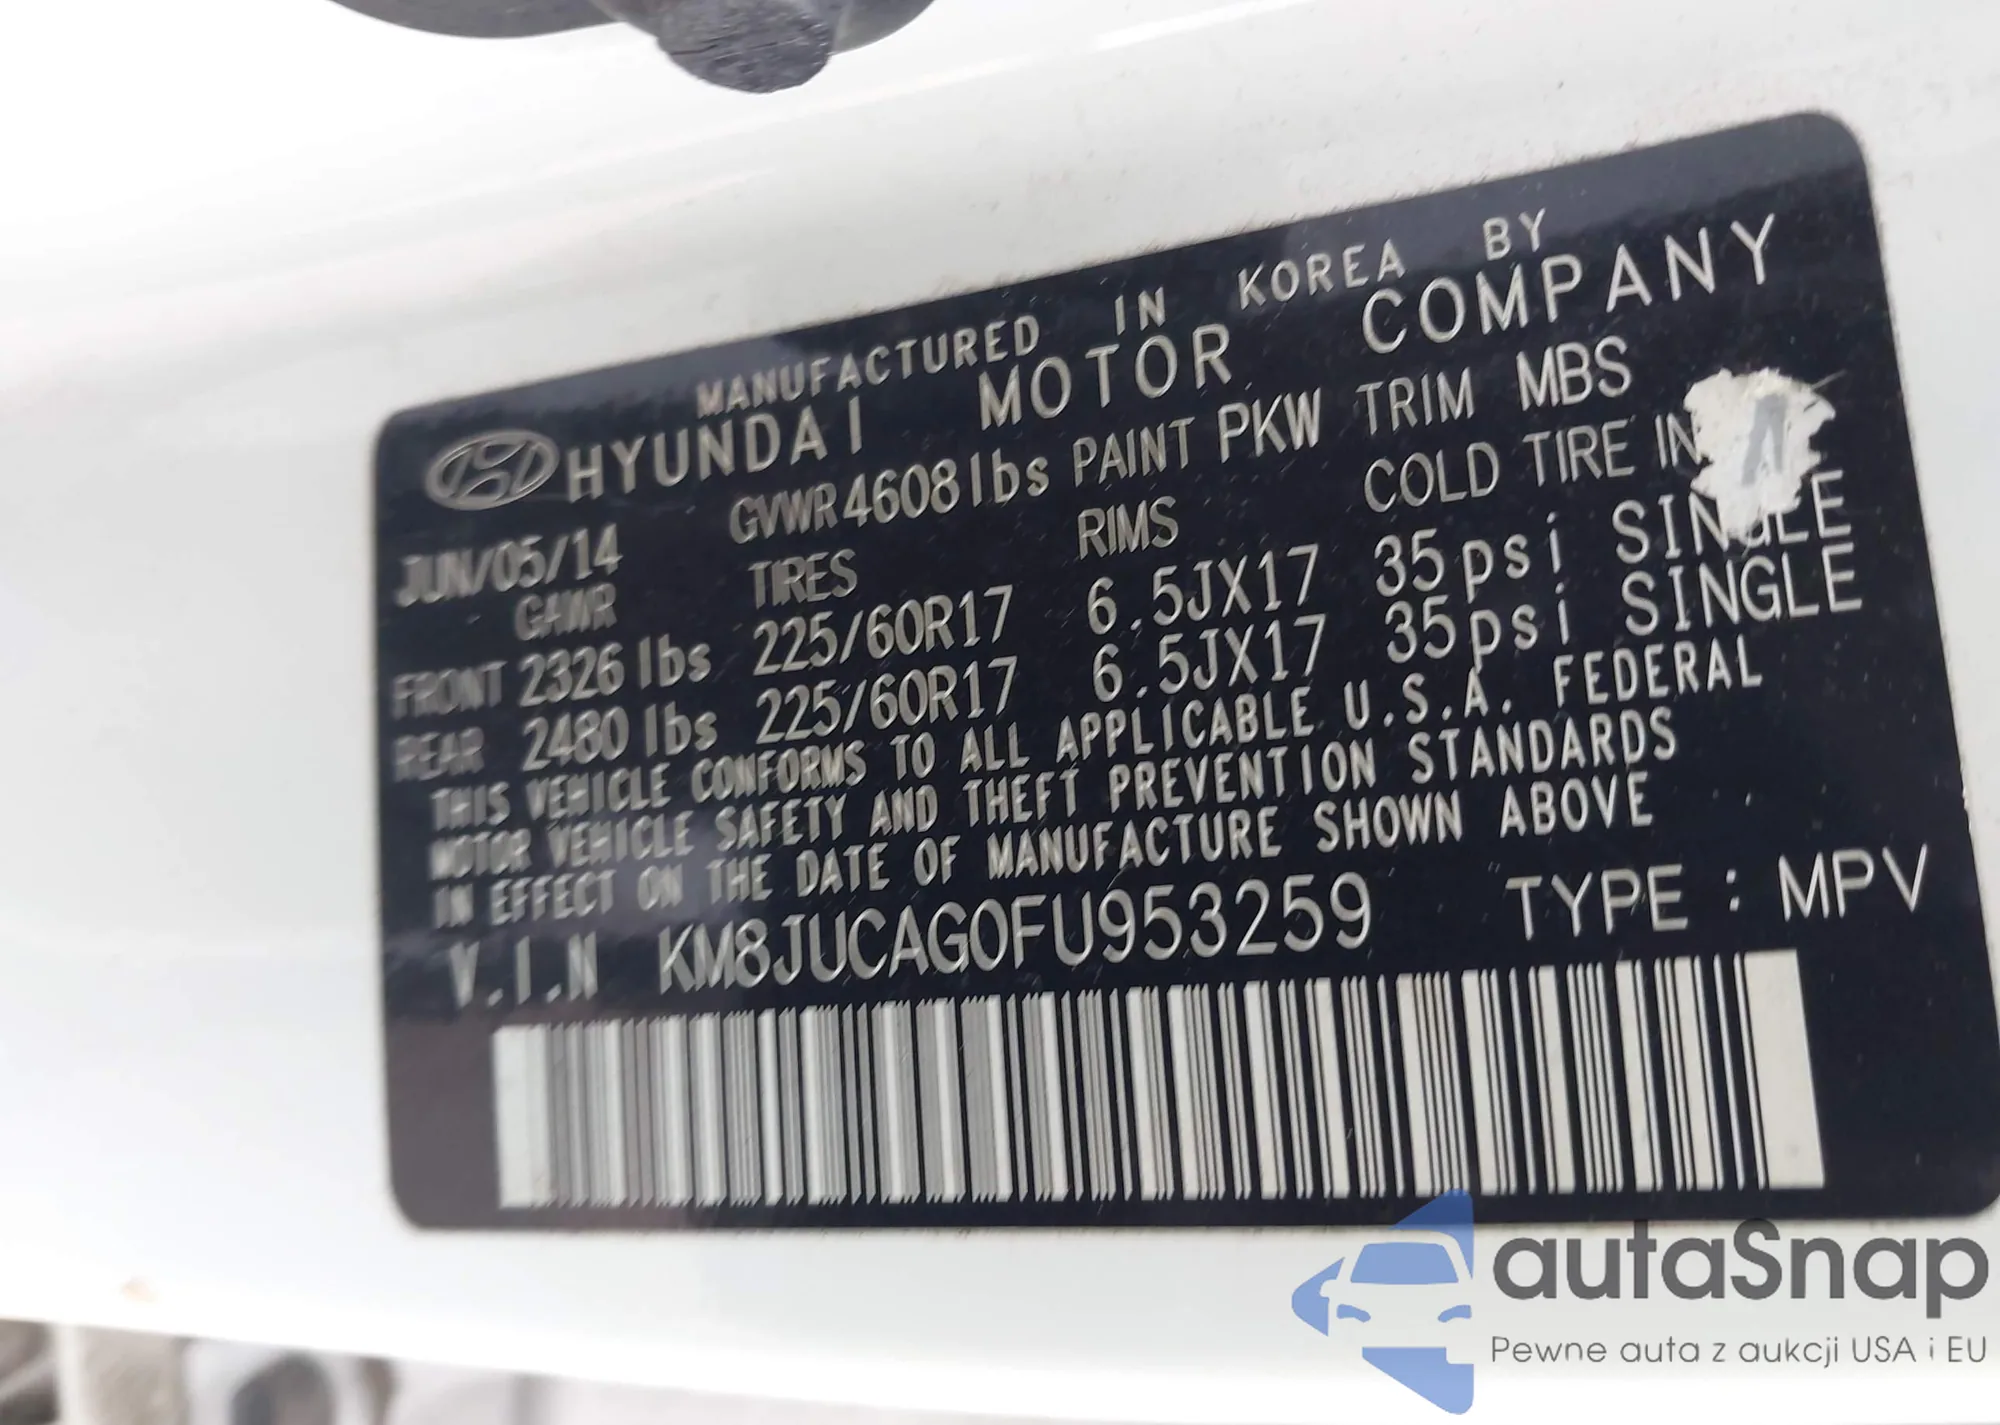 MANUFACTURED IN KOREA BY
HYUNDAI MOTOR COMPANY
JUN/05/14 GVWR 4608 lbs PAINT PKW TRIM MBS
GAWR TIRES RIMS COLD TIRE IN
FRONT 2326 lbs 225/60R17 6.5JX17 35psi SINGLE
REAR 2480 lbs 225/60R17 6.5JX17 35psi SINGLE
THIS VEHICLE CONFORMS TO ALL APPLICABLE U.S.A. FEDERAL
MOTOR VEHICLE SAFETY AND THEFT PREVENTION STANDARDS
IN EFFECT ON THE DATE OF MANUFACTURE SHOWN ABOVE
V.I.N KM8JUCAG0FU953259 TYPE : MPV
autaSnap
Pewne auta z aukcji USA i EU